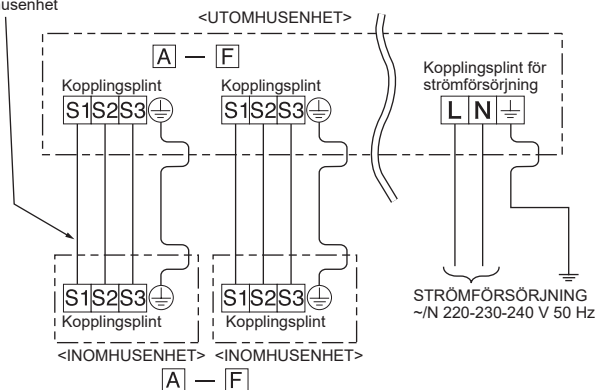 <UTOMHUSENHET>
A — F
Kopplingsplint
S1 S2 S3
Kopplingsplint
S1 S2 S3
Kopplingsplint för
strömförsörjning
L N
S1 S2 S3
Kopplingsplint
S1 S2 S3
Kopplingsplint
<INOMHUSENHET> <INOMHUSENHET>
A — F
STRÖMFÖRSÖRJNING
~/N 220-230-240 V 50 Hz